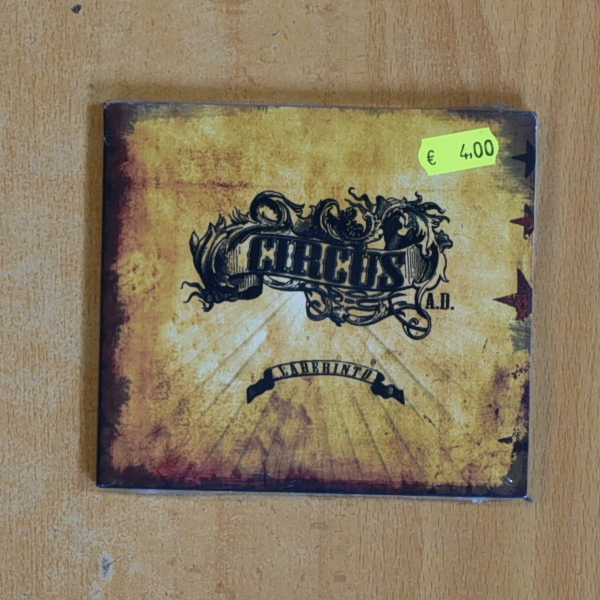 € 4,00
CIRCUS
A.D.
LABERINTO